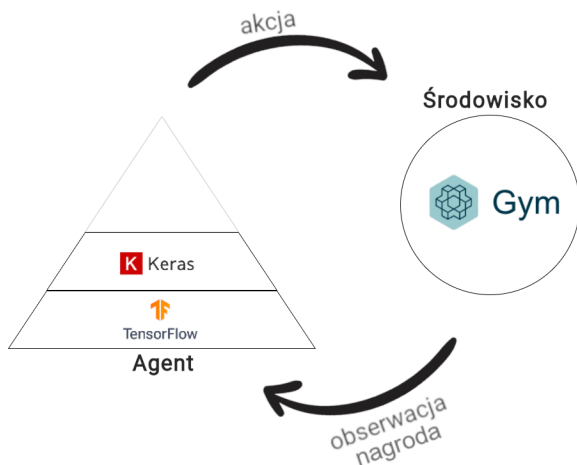 akcja
Środowisko
Gym
K Keras
TensorFlow
Agent
obserwacja
nagroda